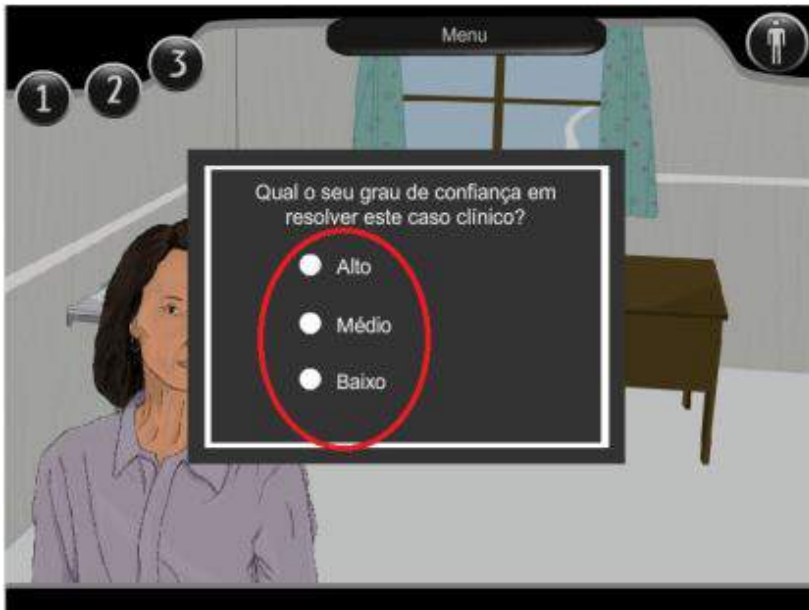 Menu
1 2 3
Qual o seu grau de confiança em
resolver este caso clínico?
Alto
Médio
Baixo